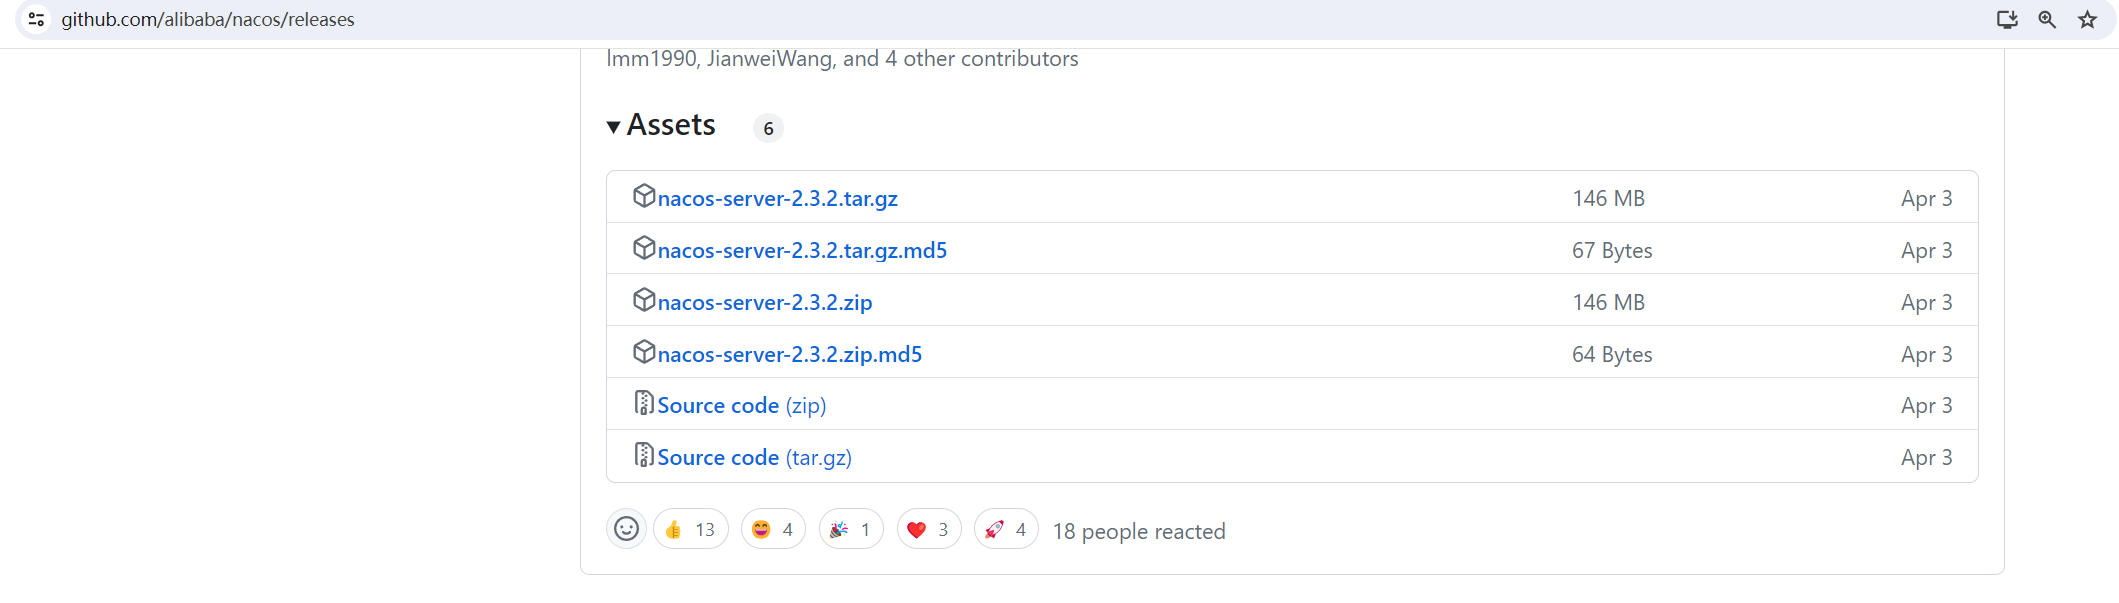 github.com/alibaba/nacos/releases
lmm1990, JianweiWang, and 4 other contributors
Assets 6
nacos-server-2.3.2.tar.gz 146 MB Apr 3
nacos-server-2.3.2.tar.gz.md5 67 Bytes Apr 3
nacos-server-2.3.2.zip 146 MB Apr 3
nacos-server-2.3.2.zip.md5 64 Bytes Apr 3
Source code (zip) Apr 3
Source code (tar.gz) Apr 3
13 4 1 3 4 18 people reacted